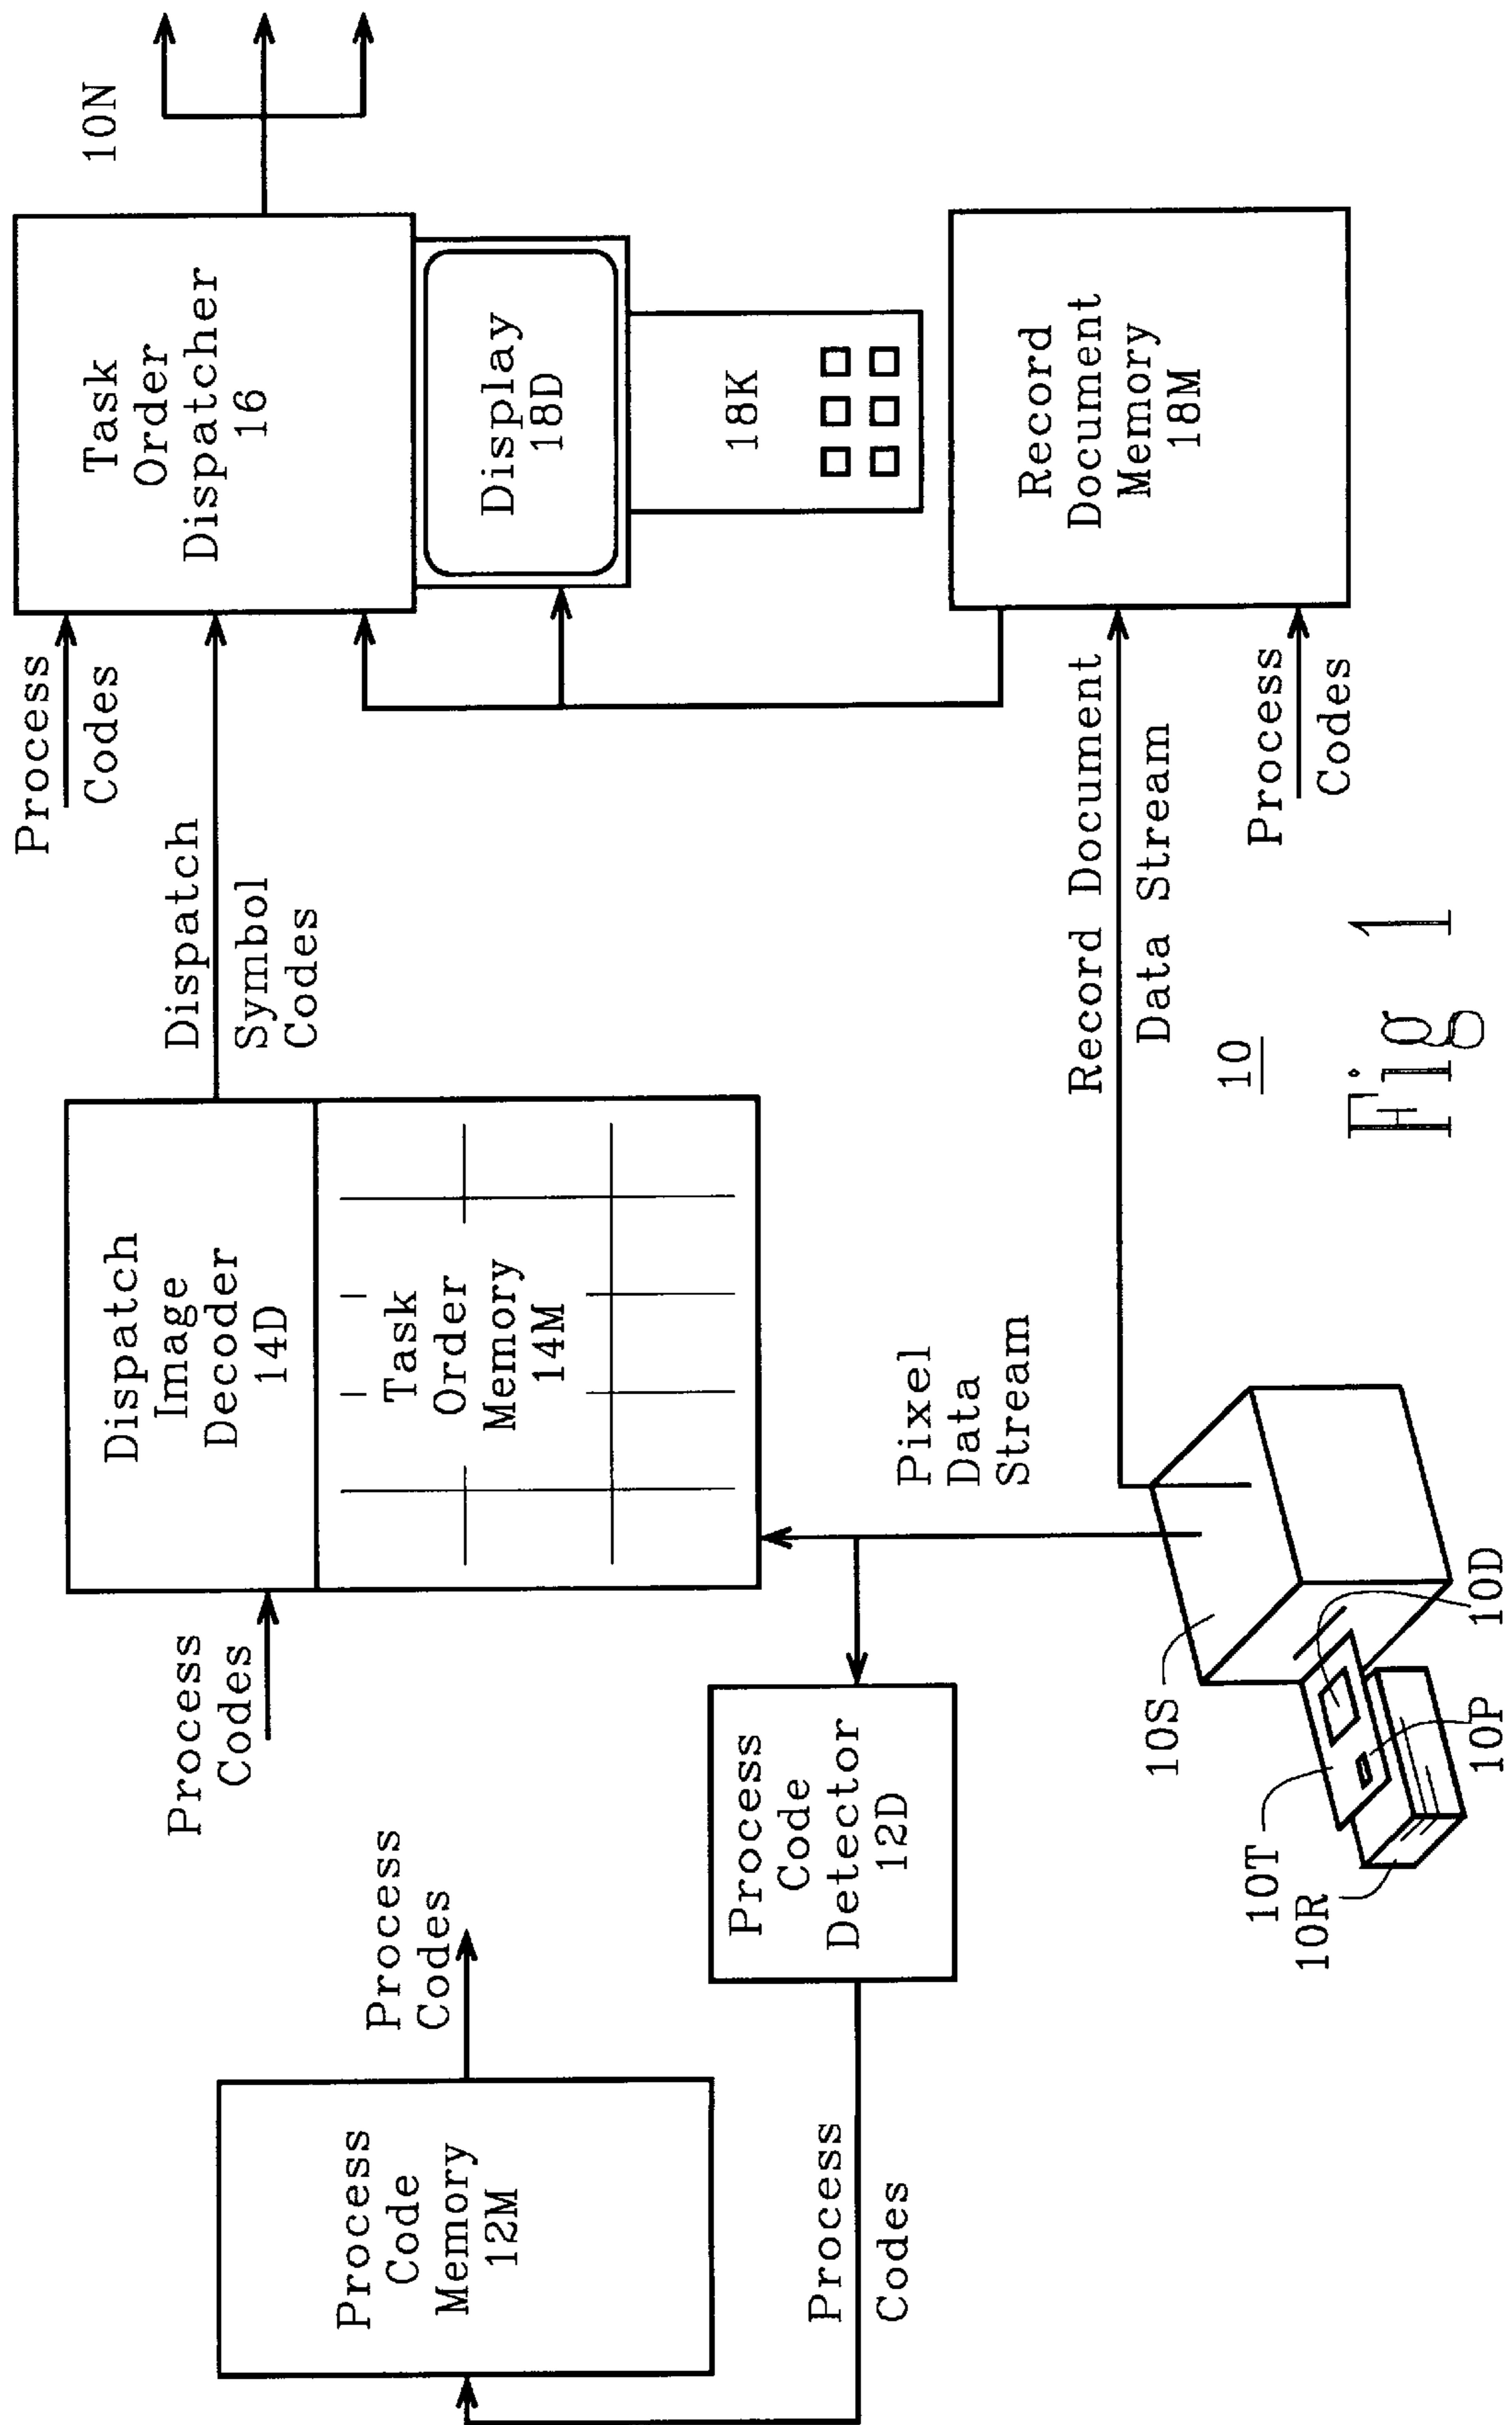 Process
Code
Memory
12M
Process
Codes
Process
Codes
Process
Code
Detector
12D
Process
Codes
Dispatch
Image
Decoder
14D
Task
Order
Memory
14M
Pixel
Data
Stream
Dispatch
Symbol
Codes
Process
Codes
Task
Order
Dispatcher
16
10N
Display
18D
18K
Record
Document
Memory
18M
Record Document
Data Stream
Process
Codes
10S
10T
10R
10P
10D
10
Fig 1